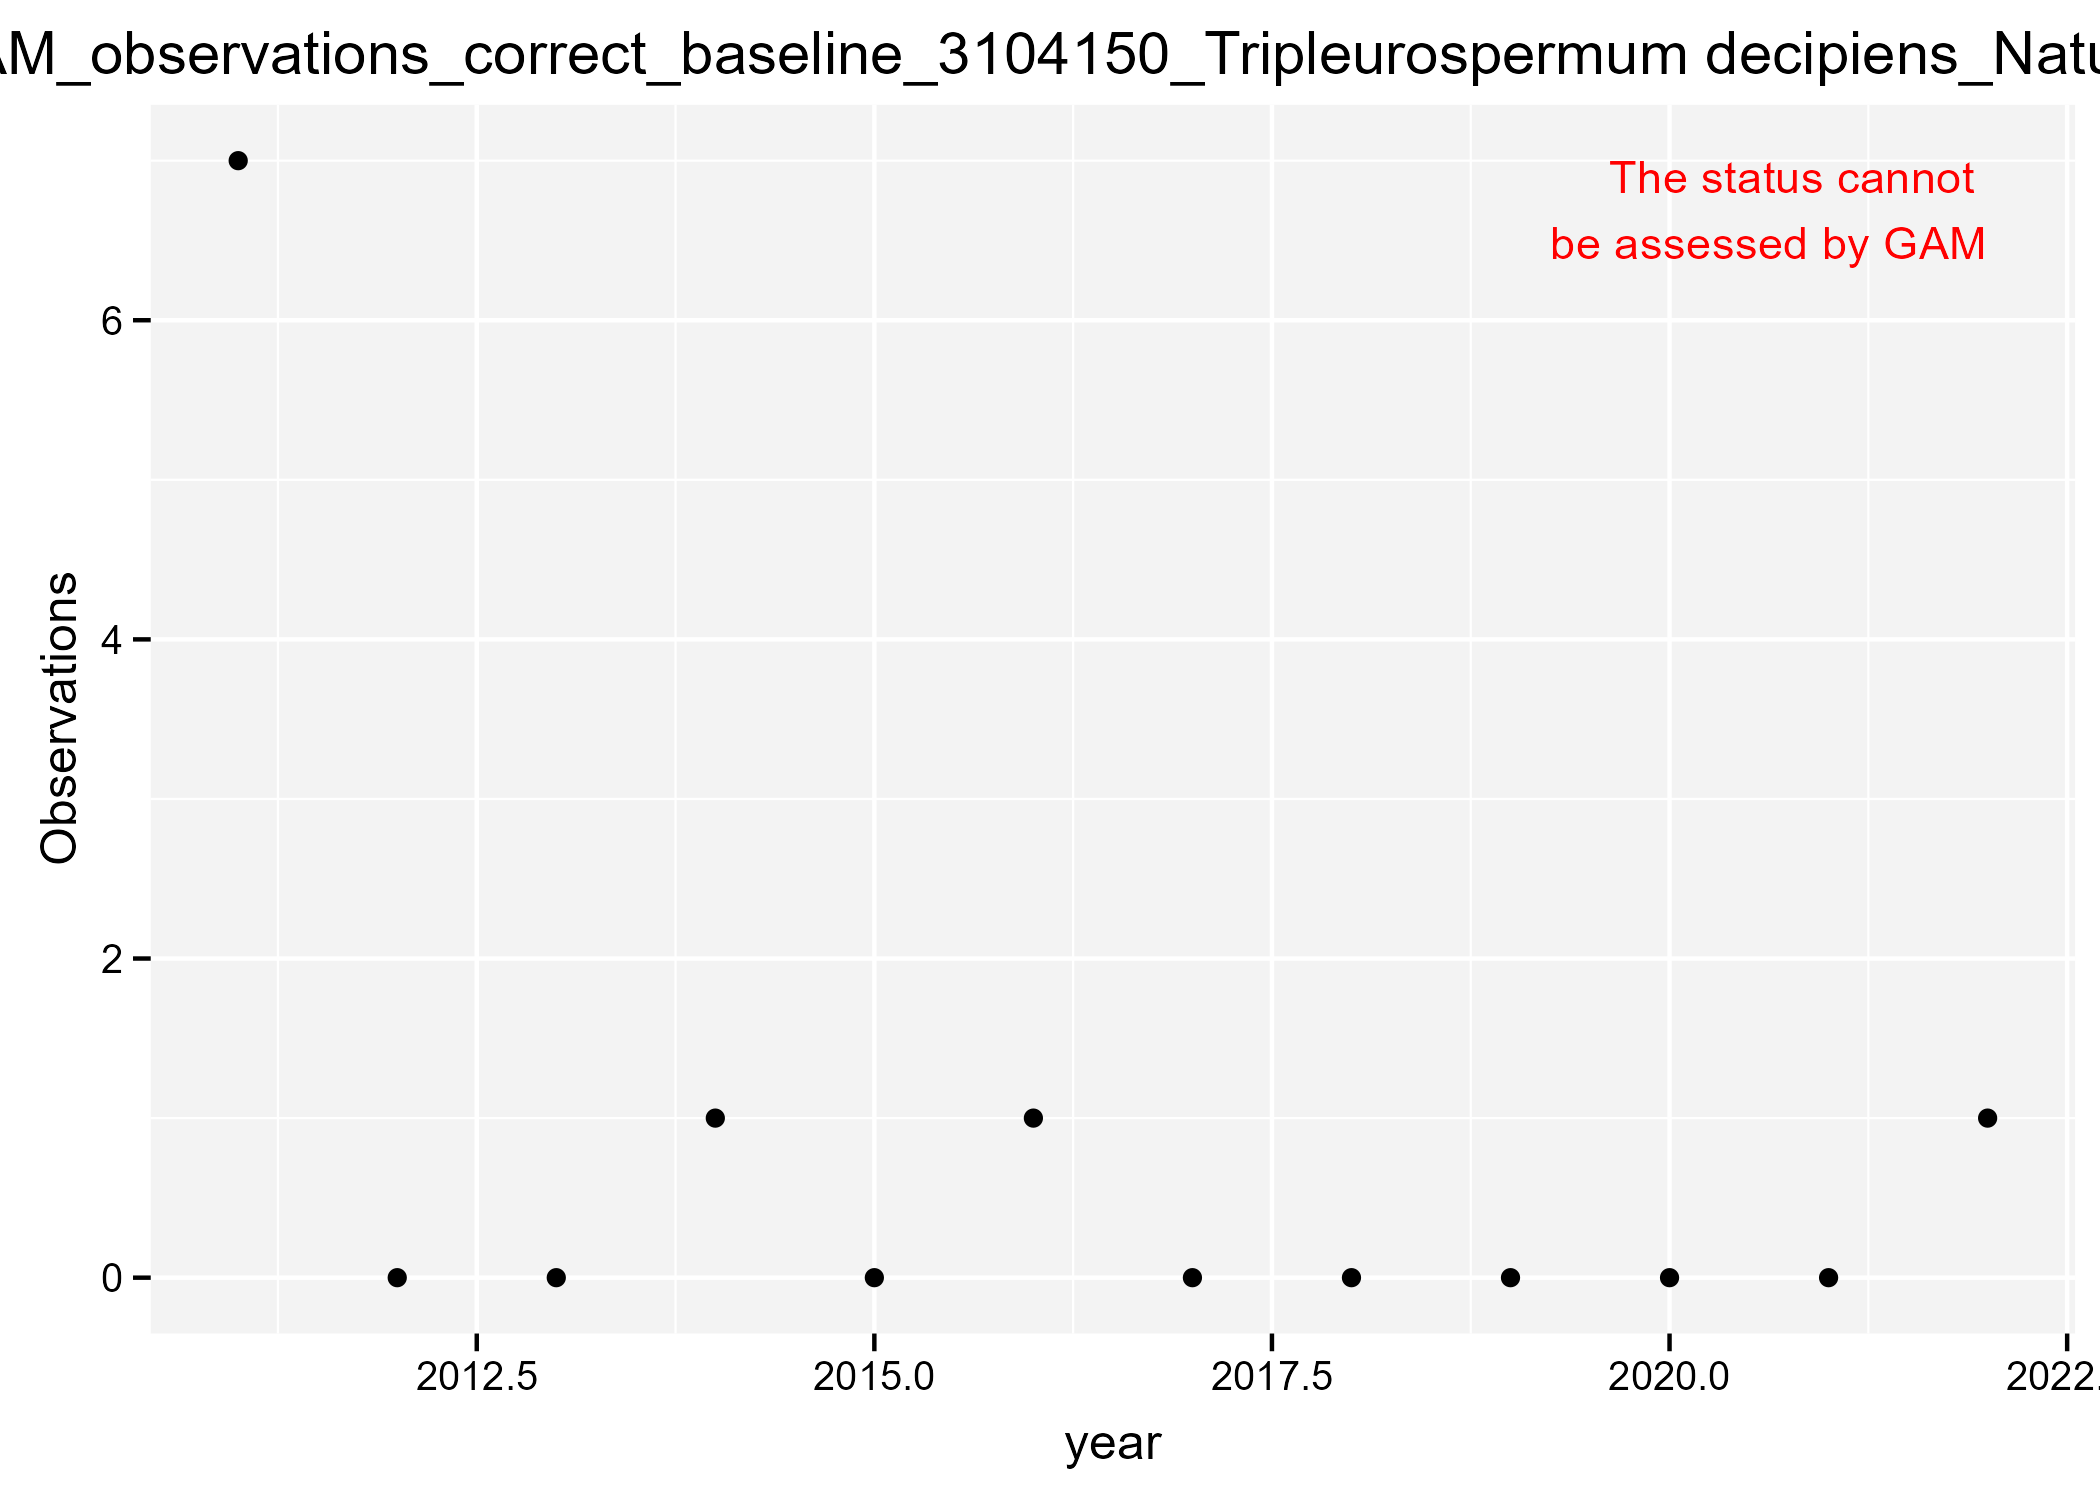 AM_observations_correct_baseline_3104150_Tripleurospermum decipiens_Natu
The status cannot
be assessed by GAM
6
4
2
0
Observations
2012.5 2015.0 2017.5 2020.0 2022.
year